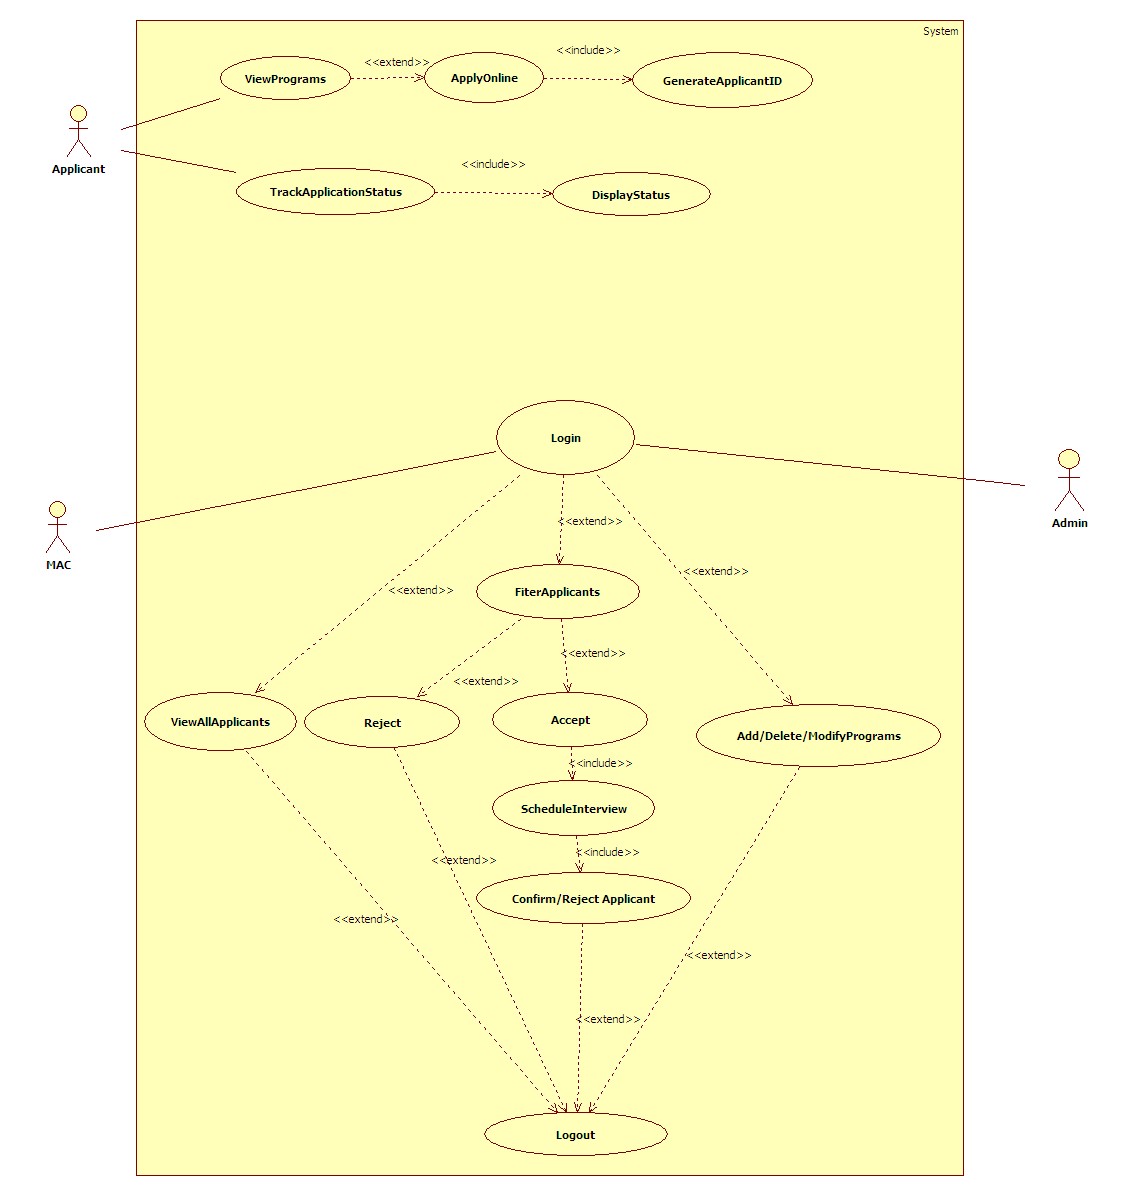 System
<<extend>>
<<include>>
ViewPrograms
ApplyOnline
GenerateApplicantID
Applicant
<<include>>
TrackApplicationStatus
DisplayStatus
Login
MAC
Admin
<<extend>>
<<extend>>
<<extend>>
FiterApplicants
<<extend>>
<<extend>>
ViewAllApplicants
Reject
Accept
Add/Delete/ModifyPrograms
<<include>>
ScheduleInterview
<<include>>
<<extend>>
Confirm/Reject Applicant
<<extend>>
<<extend>>
<<extend>>
Logout